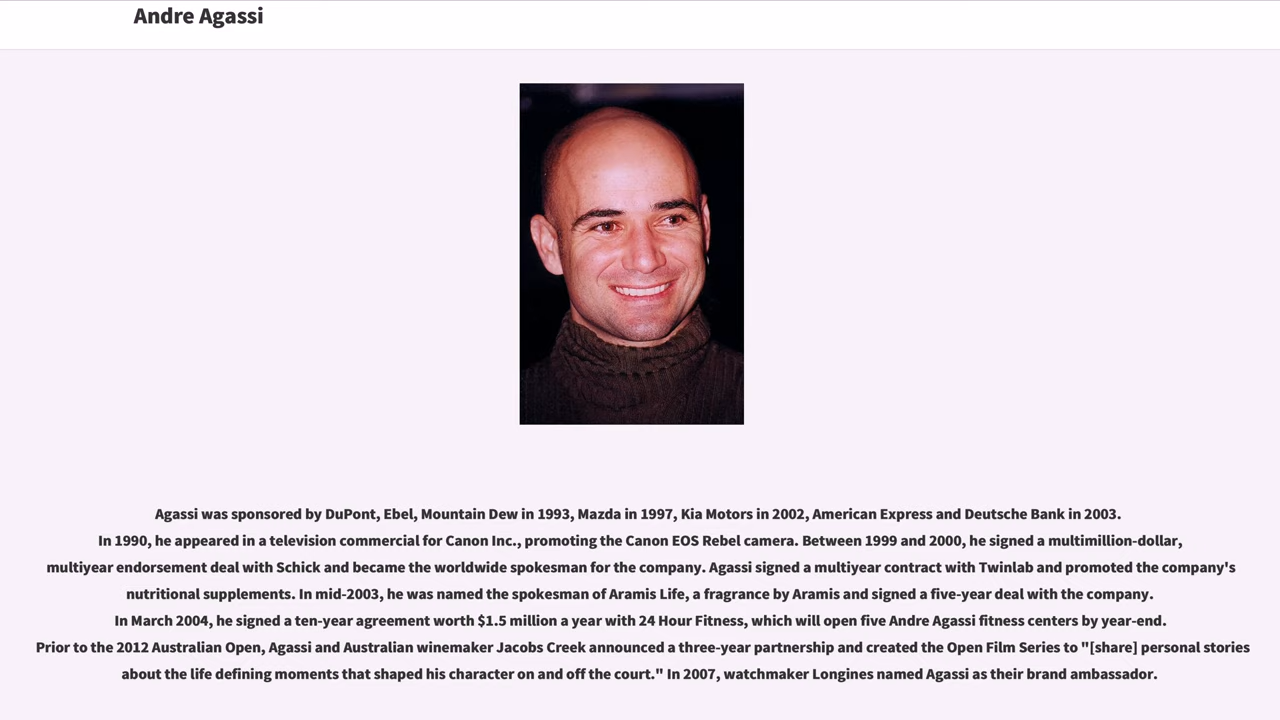 Andre Agassi
Agassi was sponsored by DuPont, Ebel, Mountain Dew in 1993, Mazda in 1997, Kia Motors in 2002, American Express and Deutsche Bank in 2003.
In 1990, he appeared in a television commercial for Canon Inc., promoting the Canon EOS Rebel camera. Between 1999 and 2000, he signed a multimillion-dollar,
multiyear endorsement deal with Schick and became the worldwide spokesman for the company. Agassi signed a multiyear contract with Twinlab and promoted the company's
nutritional supplements. In mid-2003, he was named the spokesman of Aramis Life, a fragrance by Aramis and signed a five-year deal with the company.
In March 2004, he signed a ten-year agreement worth $1.5 million a year with 24 Hour Fitness, which will open five Andre Agassi fitness centers by year-end.
Prior to the 2012 Australian Open, Agassi and Australian winemaker Jacobs Creek announced a three-year partnership and created the Open Film Series to "[share] personal stories
about the life defining moments that shaped his character on and off the court." In 2007, watchmaker Longines named Agassi as their brand ambassador.